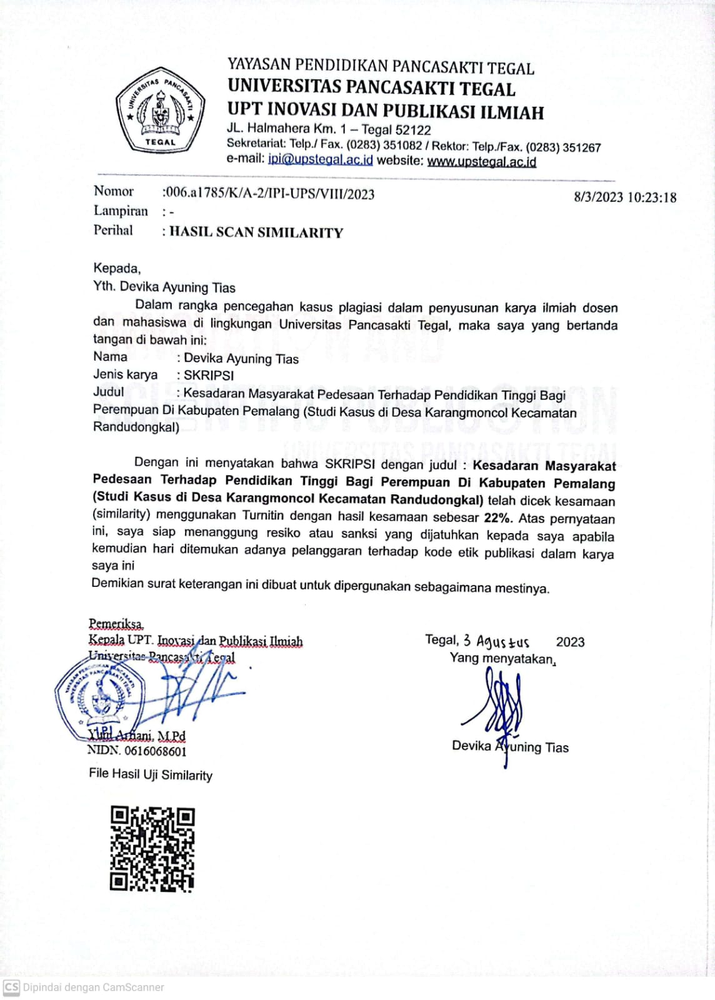 UNIVERSITAS PANCASAKTI
TEGAL
YAYASAN PENDIDIKAN PANCASAKTI TEGAL
UNIVERSITAS PANCASAKTI TEGAL
UPT INOVASI DAN PUBLIKASI ILMIAH
JL. Halmahera Km. 1 – Tegal 52122
Sekretariat: Telp./ Fax. (0283) 351082 / Rektor: Telp./Fax. (0283) 351267
e-mail: ipi@upstegal.ac.id website: www.upstegal.ac.id
Nomor :006.a1785/K/A-2/IPI-UPS/VIII/2023 8/3/2023 10:23:18
Lampiran : -
Perihal : HASIL SCAN SIMILARITY
Kepada,
Yth. Devika Ayuning Tias
Dalam rangka pencegahan kasus plagiasi dalam penyusunan karya ilmiah dosen
dan mahasiswa di lingkungan Universitas Pancasakti Tegal, maka saya yang bertanda
tangan di bawah ini:
Nama : Devika Ayuning Tias
Jenis karya : SKRIPSI
Judul : Kesadaran Masyarakat Pedesaan Terhadap Pendidikan Tinggi Bagi
Perempuan Di Kabupaten Pemalang (Studi Kasus di Desa Karangmoncol Kecamatan
Randudongkal)
SCIENTIFIC PUBLICATION
UNIVERSITAS PANCASAKTI TEGAL
Dengan ini menyatakan bahwa SKRIPSI dengan judul : Kesadaran Masyarakat
Pedesaan Terhadap Pendidikan Tinggi Bagi Perempuan Di Kabupaten Pemalang
(Studi Kasus di Desa Karangmoncol Kecamatan Randudongkal) telah dicek kesamaan
(similarity) menggunakan Turnitin dengan hasil kesamaan sebesar 22%. Atas pernyataan
ini, saya siap menanggung resiko atau sanksi yang dijatuhkan kepada saya apabila
kemudian hari ditemukan adanya pelanggaran terhadap kode etik publikasi dalam karya
saya ini
Demikian surat keterangan ini dibuat untuk dipergunakan sebagaimana mestinya.
Pemeriksa,
Kepala UPT. Inovasi dan Publikasi Ilmiah
Universitas Pancasakti Tegal
YAYASAN PENDIDIKAN PANCASAKTI
UNIVERSITAS PANCASAKTI TEGAL
IPI
Yuni Arfiani, M.Pd
NIDN. 0616068601
Tegal, 3 Agustus 2023
Yang menyatakan,
Devika Ayuning Tias
File Hasil Uji Similarity
CS Dipindai dengan CamScanner